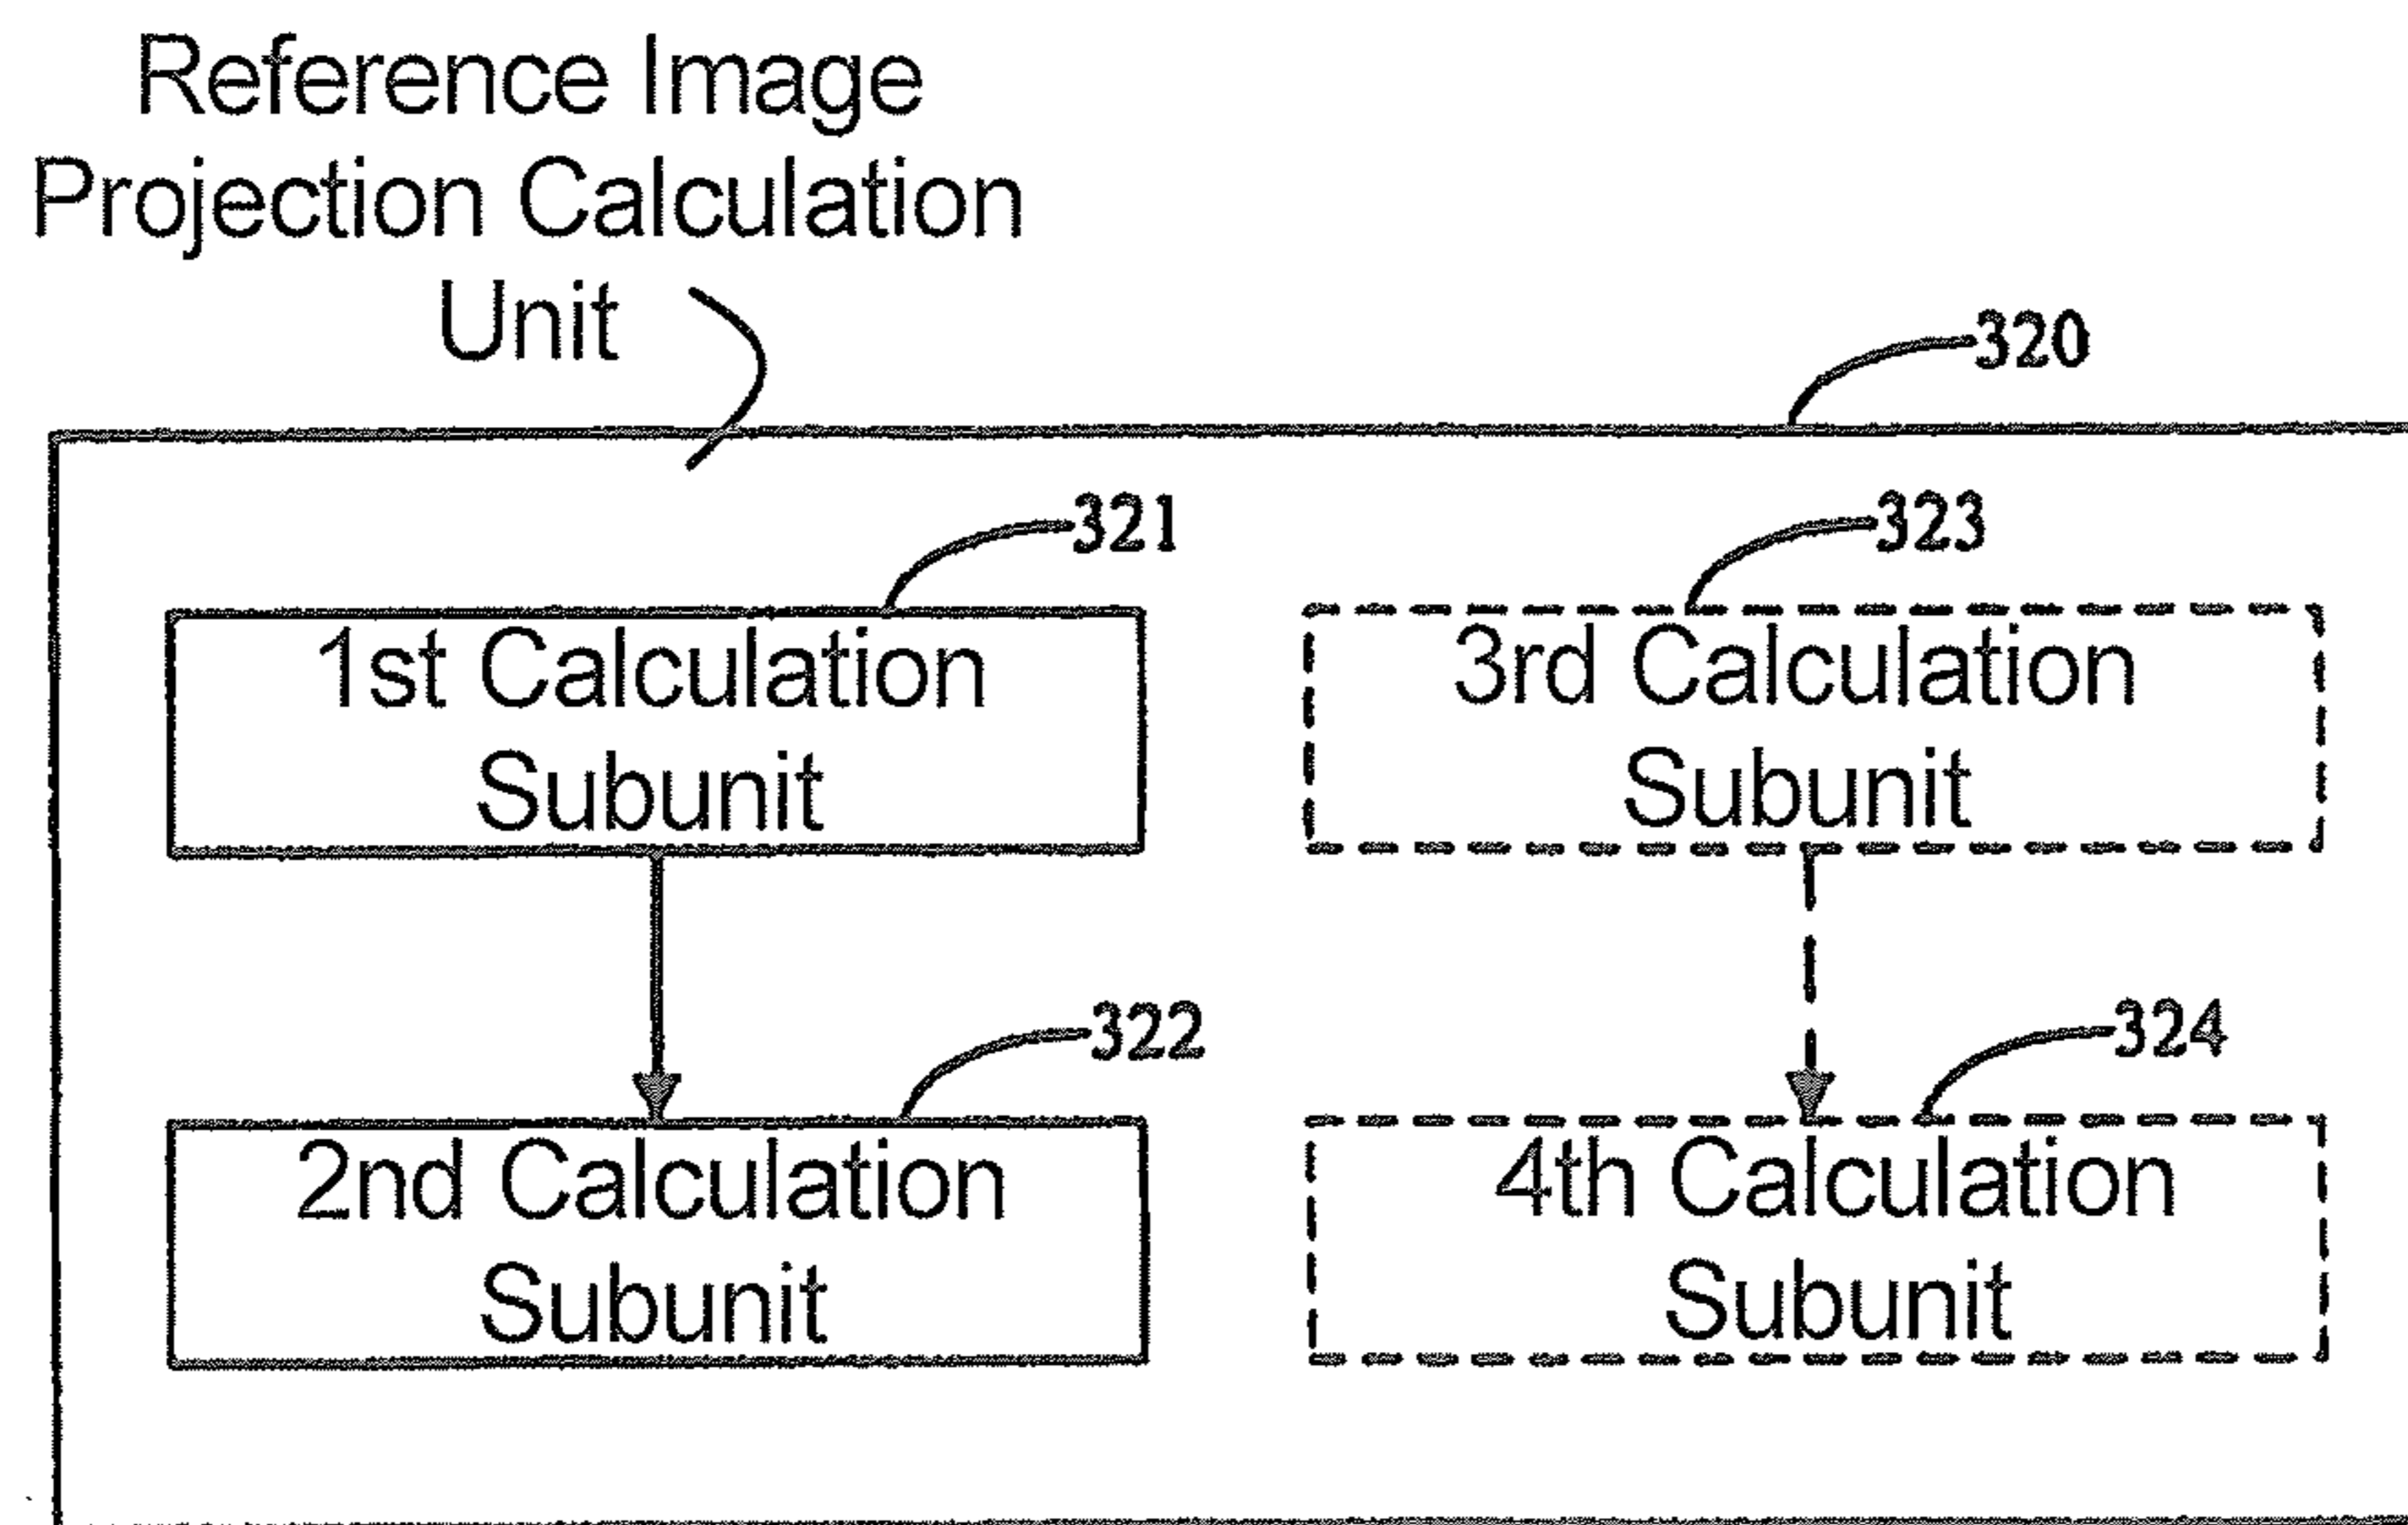 Reference Image
Projection Calculation
Unit
320
321
323
1st Calculation
Subunit
3rd Calculation
Subunit
322
324
2nd Calculation
Subunit
4th Calculation
Subunit